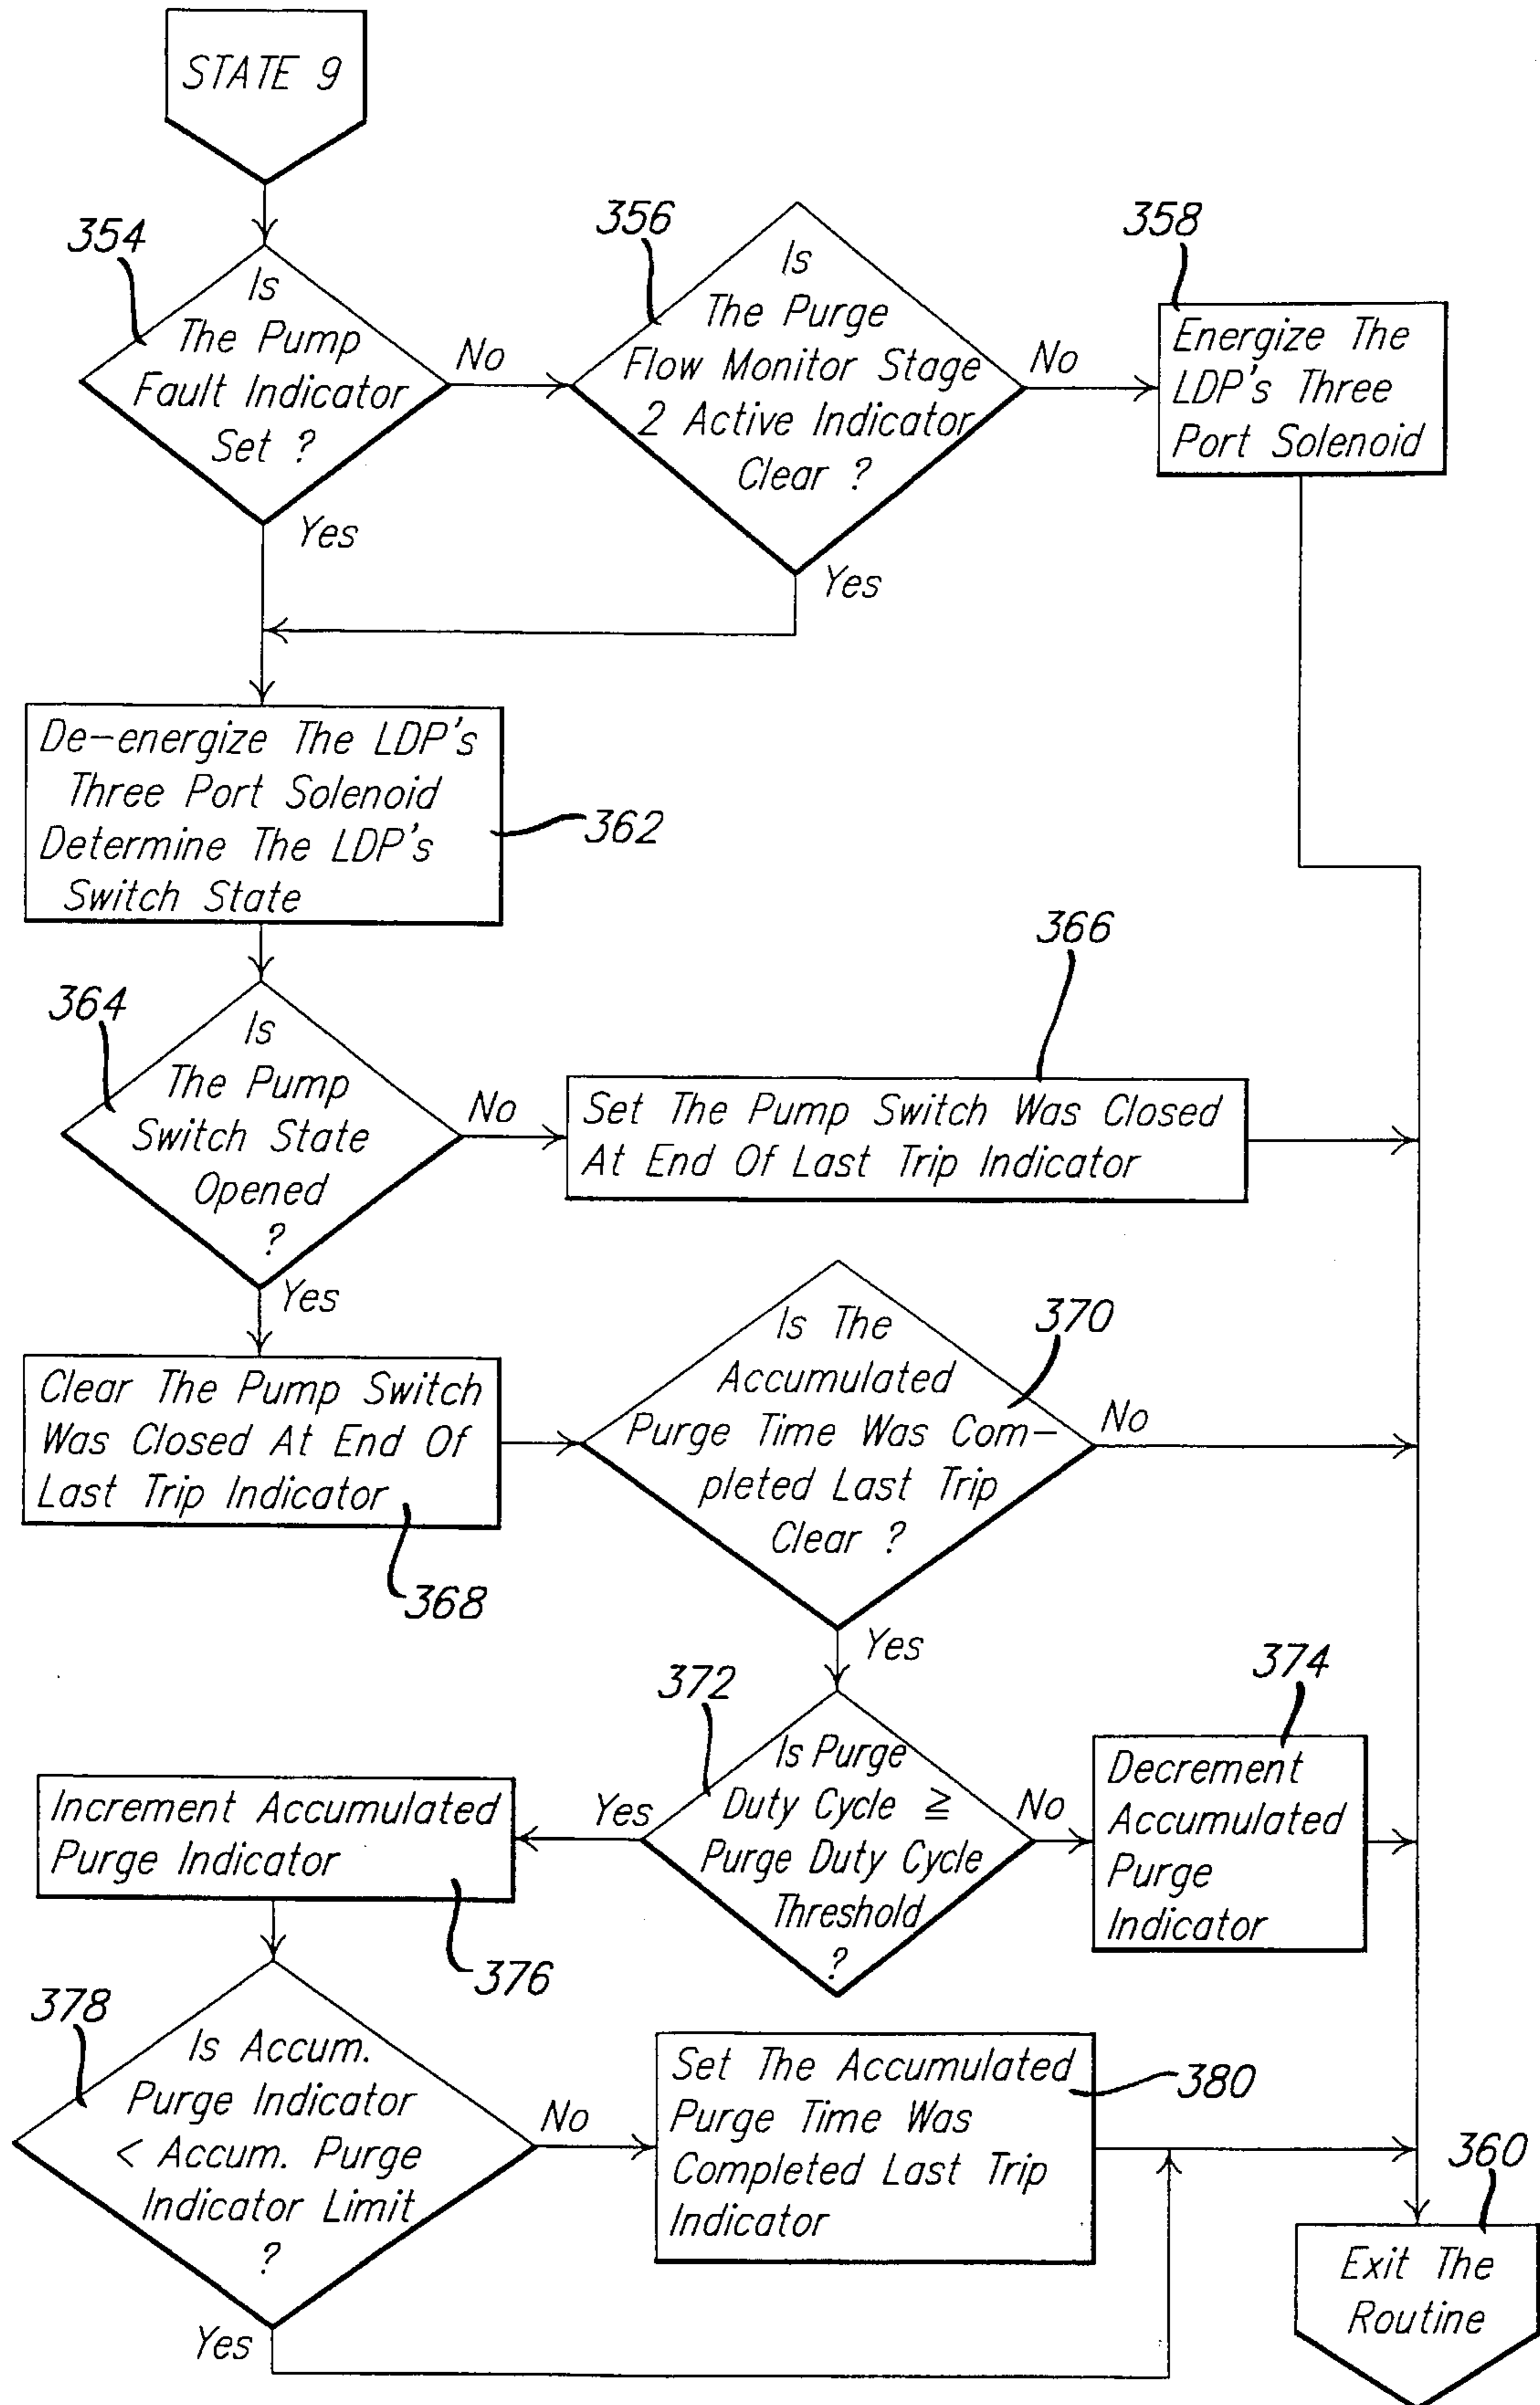 STATE 9
354
Is
The Pump
Fault Indicator
Set ?
No
Yes
356
Is
The Purge
Flow Monitor Stage
2 Active Indicator
Clear ?
No
Yes
358
Energize The
LDP's Three
Port Solenoid
De-energize The LDP's
Three Port Solenoid
Determine The LDP's
Switch State
362
364
Is
The Pump
Switch State
Opened
?
No
Yes
366
Set The Pump Switch Was Closed
At End Of Last Trip Indicator
Clear The Pump Switch
Was Closed At End Of
Last Trip Indicator
368
370
Is The
Accumulated
Purge Time Was Com-
pleted Last Trip
Clear ?
No
Yes
372
Is Purge
Duty Cycle ≧
Purge Duty Cycle
Threshold
?
Yes
No
374
Decrement
Accumulated
Purge
Indicator
Increment Accumulated
Purge Indicator
376
378
Is Accum.
Purge Indicator
< Accum. Purge
Indicator Limit
?
No
Yes
Set The Accumulated
Purge Time Was
Completed Last Trip
Indicator
380
360
Exit The
Routine